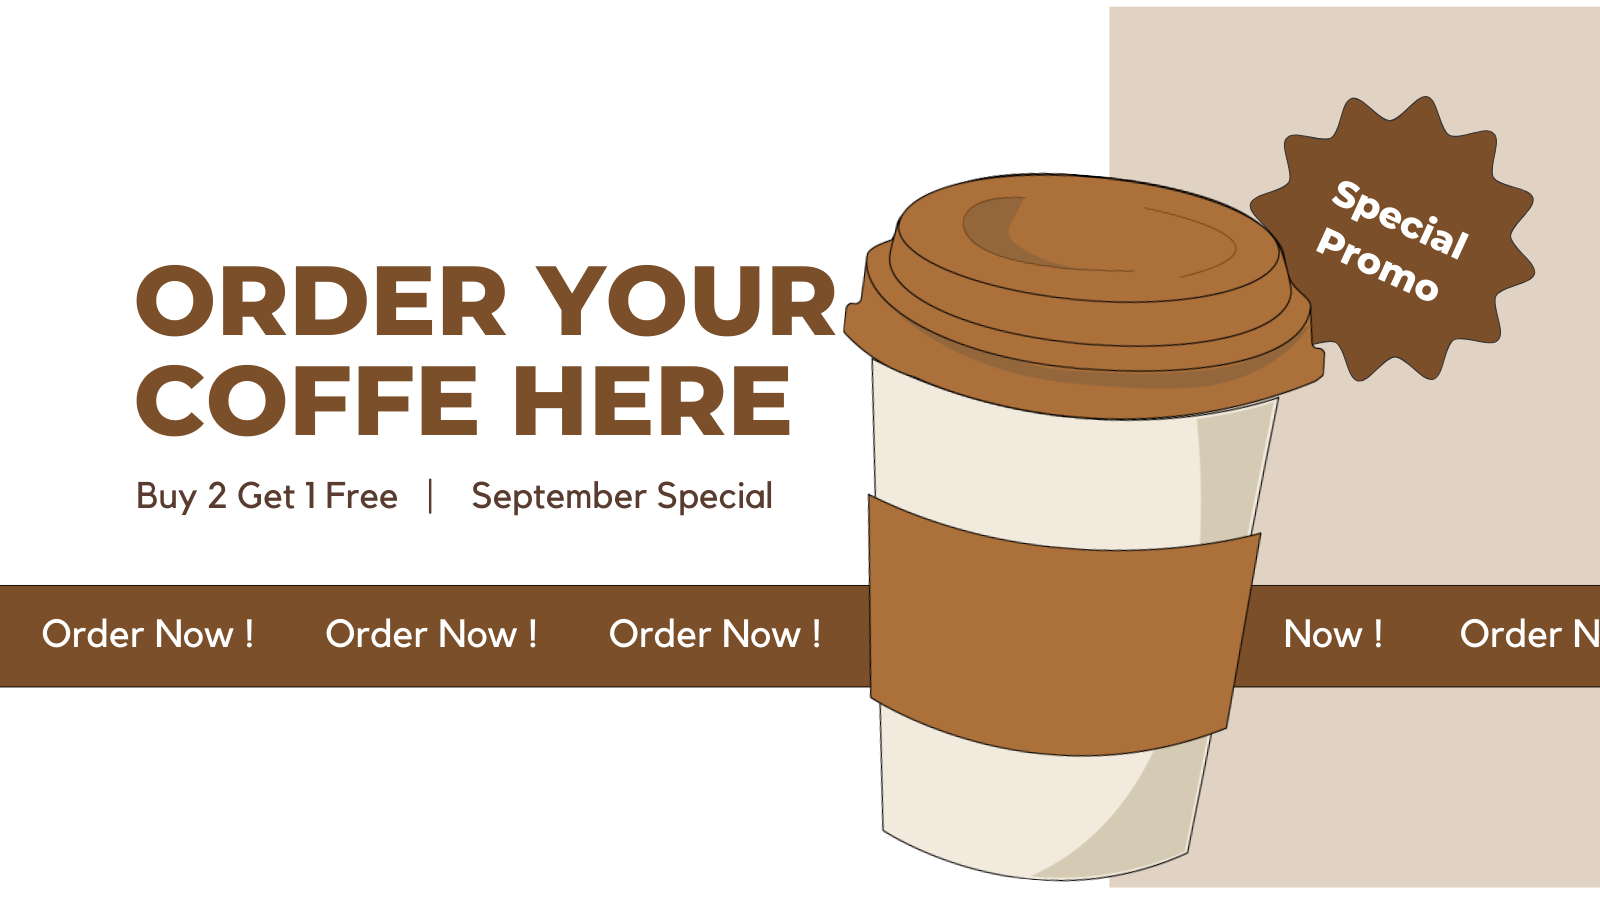 ORDER YOUR
COFFE HERE
Buy 2 Get 1 Free | September Special
Special
Promo
Order Now ! Order Now ! Order Now ! Now ! Order N